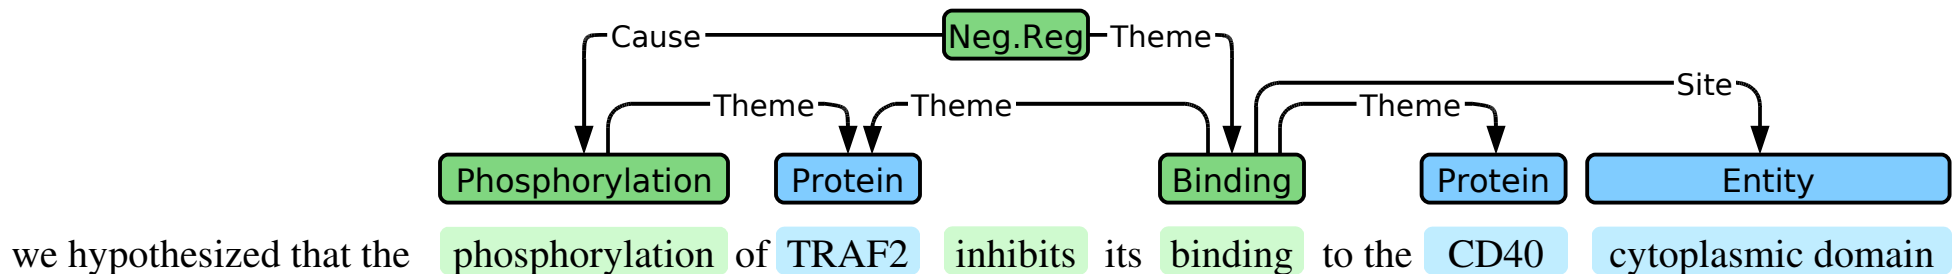 Cause Neg.Reg Theme
Site
Theme Theme Theme
Phosphorylation Protein Binding Protein Entity
we hypothesized that the phosphorylation of TRAF2 inhibits its binding to the CD40 cytoplasmic domain